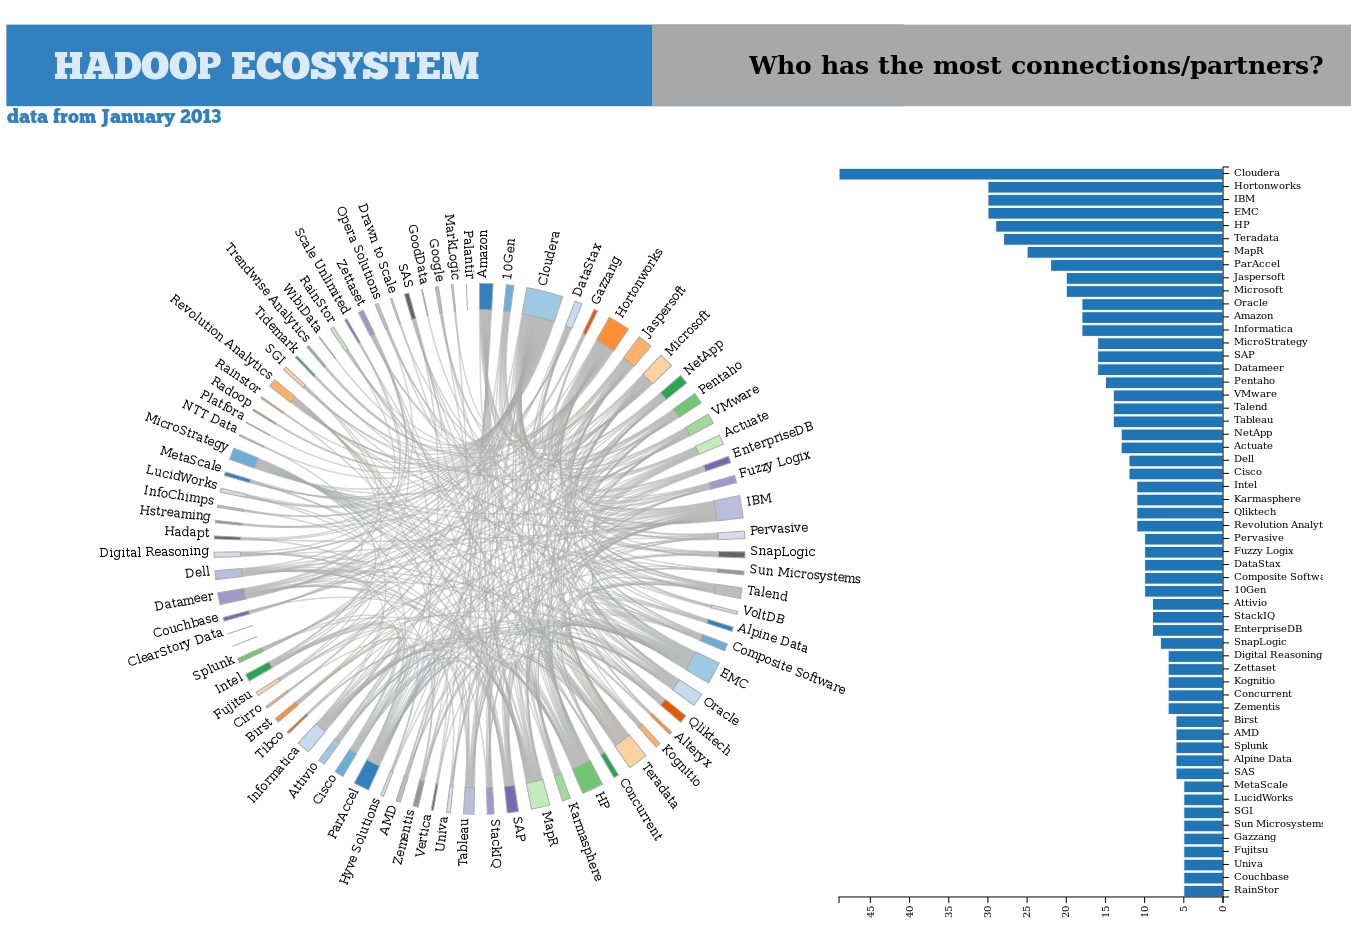 HADOOP ECOSYSTEM
Who has the most connections/partners?
data from January 2013
Amazon
10Gen
Cloudera
DataStax
Gazzang
Hortonworks
Jaspersoft
Microsoft
NetApp
Pentaho
VMware
Actuate
EnterpriseDB
Fuzzy Logix
IBM
Pervasive
SnapLogic
Sun Microsystems
Talend
VoltDB
Alpine Data
Composite Software
EMC
Oracle
Qliktech
Alteryx
Kognitio
Teradata
Concurrent
HP
Karmasphere
MapR
SAP
StackIQ
Tableau
Univa
Vertica
Zementis
AMD
Hyve Solutions
ParAccel
Cisco
Attivio
Informatica
Tibco
Birst
Cirro
Fujitsu
Intel
Splunk
ClearStory Data
Couchbase
Datameer
Dell
Digital Reasoning
Hadapt
Hstreaming
InfoChimps
LucidWorks
MetaScale
MicroStrategy
NTT Data
Platfora
Radoop
Rainstor
Revolution Analytics
SGI
Tidemark
Trendwise Analytics
WibiData
RainStor
Scale Unlimited
Zettaset
Opera Solutions
Drawn to Scale
SAS
GoodData
Google
MarkLogic
Palantir
Cloudera
Hortonworks
IBM
EMC
HP
Teradata
MapR
ParAccel
Jaspersoft
Microsoft
Oracle
Amazon
Informatica
MicroStrategy
SAP
Datameer
Pentaho
VMware
Talend
Tableau
NetApp
Actuate
Dell
Cisco
Intel
Karmasphere
Qliktech
Revolution Analyt
Pervasive
Fuzzy Logix
DataStax
Composite Softwa
10Gen
Attivio
StackIQ
EnterpriseDB
SnapLogic
Digital Reasoning
Zettaset
Kognitio
Concurrent
Zementis
Birst
AMD
Splunk
Alpine Data
SAS
MetaScale
LucidWorks
SGI
Sun Microsystems
Gazzang
Fujitsu
Univa
Couchbase
RainStor
45 40 35 30 25 20 15 10 5 0